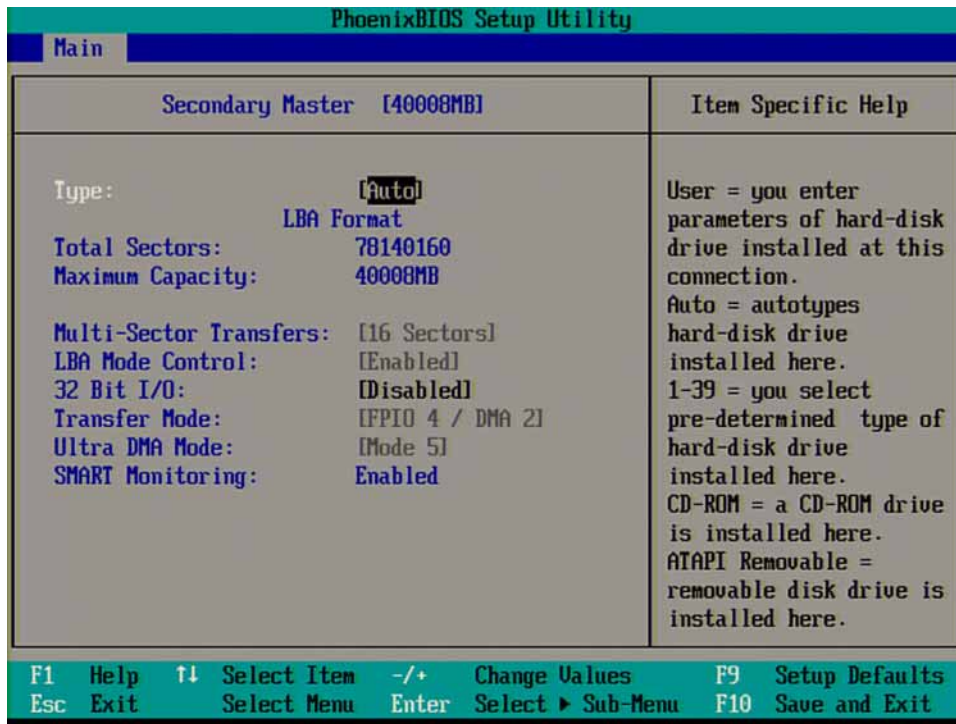 PhoenixBIOS Setup Utility
Main
Secondary Master [40008MB]
Type: [Auto]
LBA Format
Total Sectors: 78140160
Maximum Capacity: 40008MB
Multi-Sector Transfers: [16 Sectors]
LBA Mode Control: [Enabled]
32 Bit I/O: [Disabled]
Transfer Mode: [FPIO 4 / DMA 2]
Ultra DMA Mode: [Mode 5]
SMART Monitoring: Enabled
Item Specific Help
User = you enter
parameters of hard-disk
drive installed at this
connection.
Auto = autotypes
hard-disk drive
installed here.
1-39 = you select
pre-determined type of
hard-disk drive
installed here.
CD-ROM = a CD-ROM drive
is installed here.
ATAPI Removable =
removable disk drive is
installed here.
F1 Help ↑↓ Select Item -/+ Change Values F9 Setup Defaults
Esc Exit Select Menu Enter Select ▶ Sub-Menu F10 Save and Exit